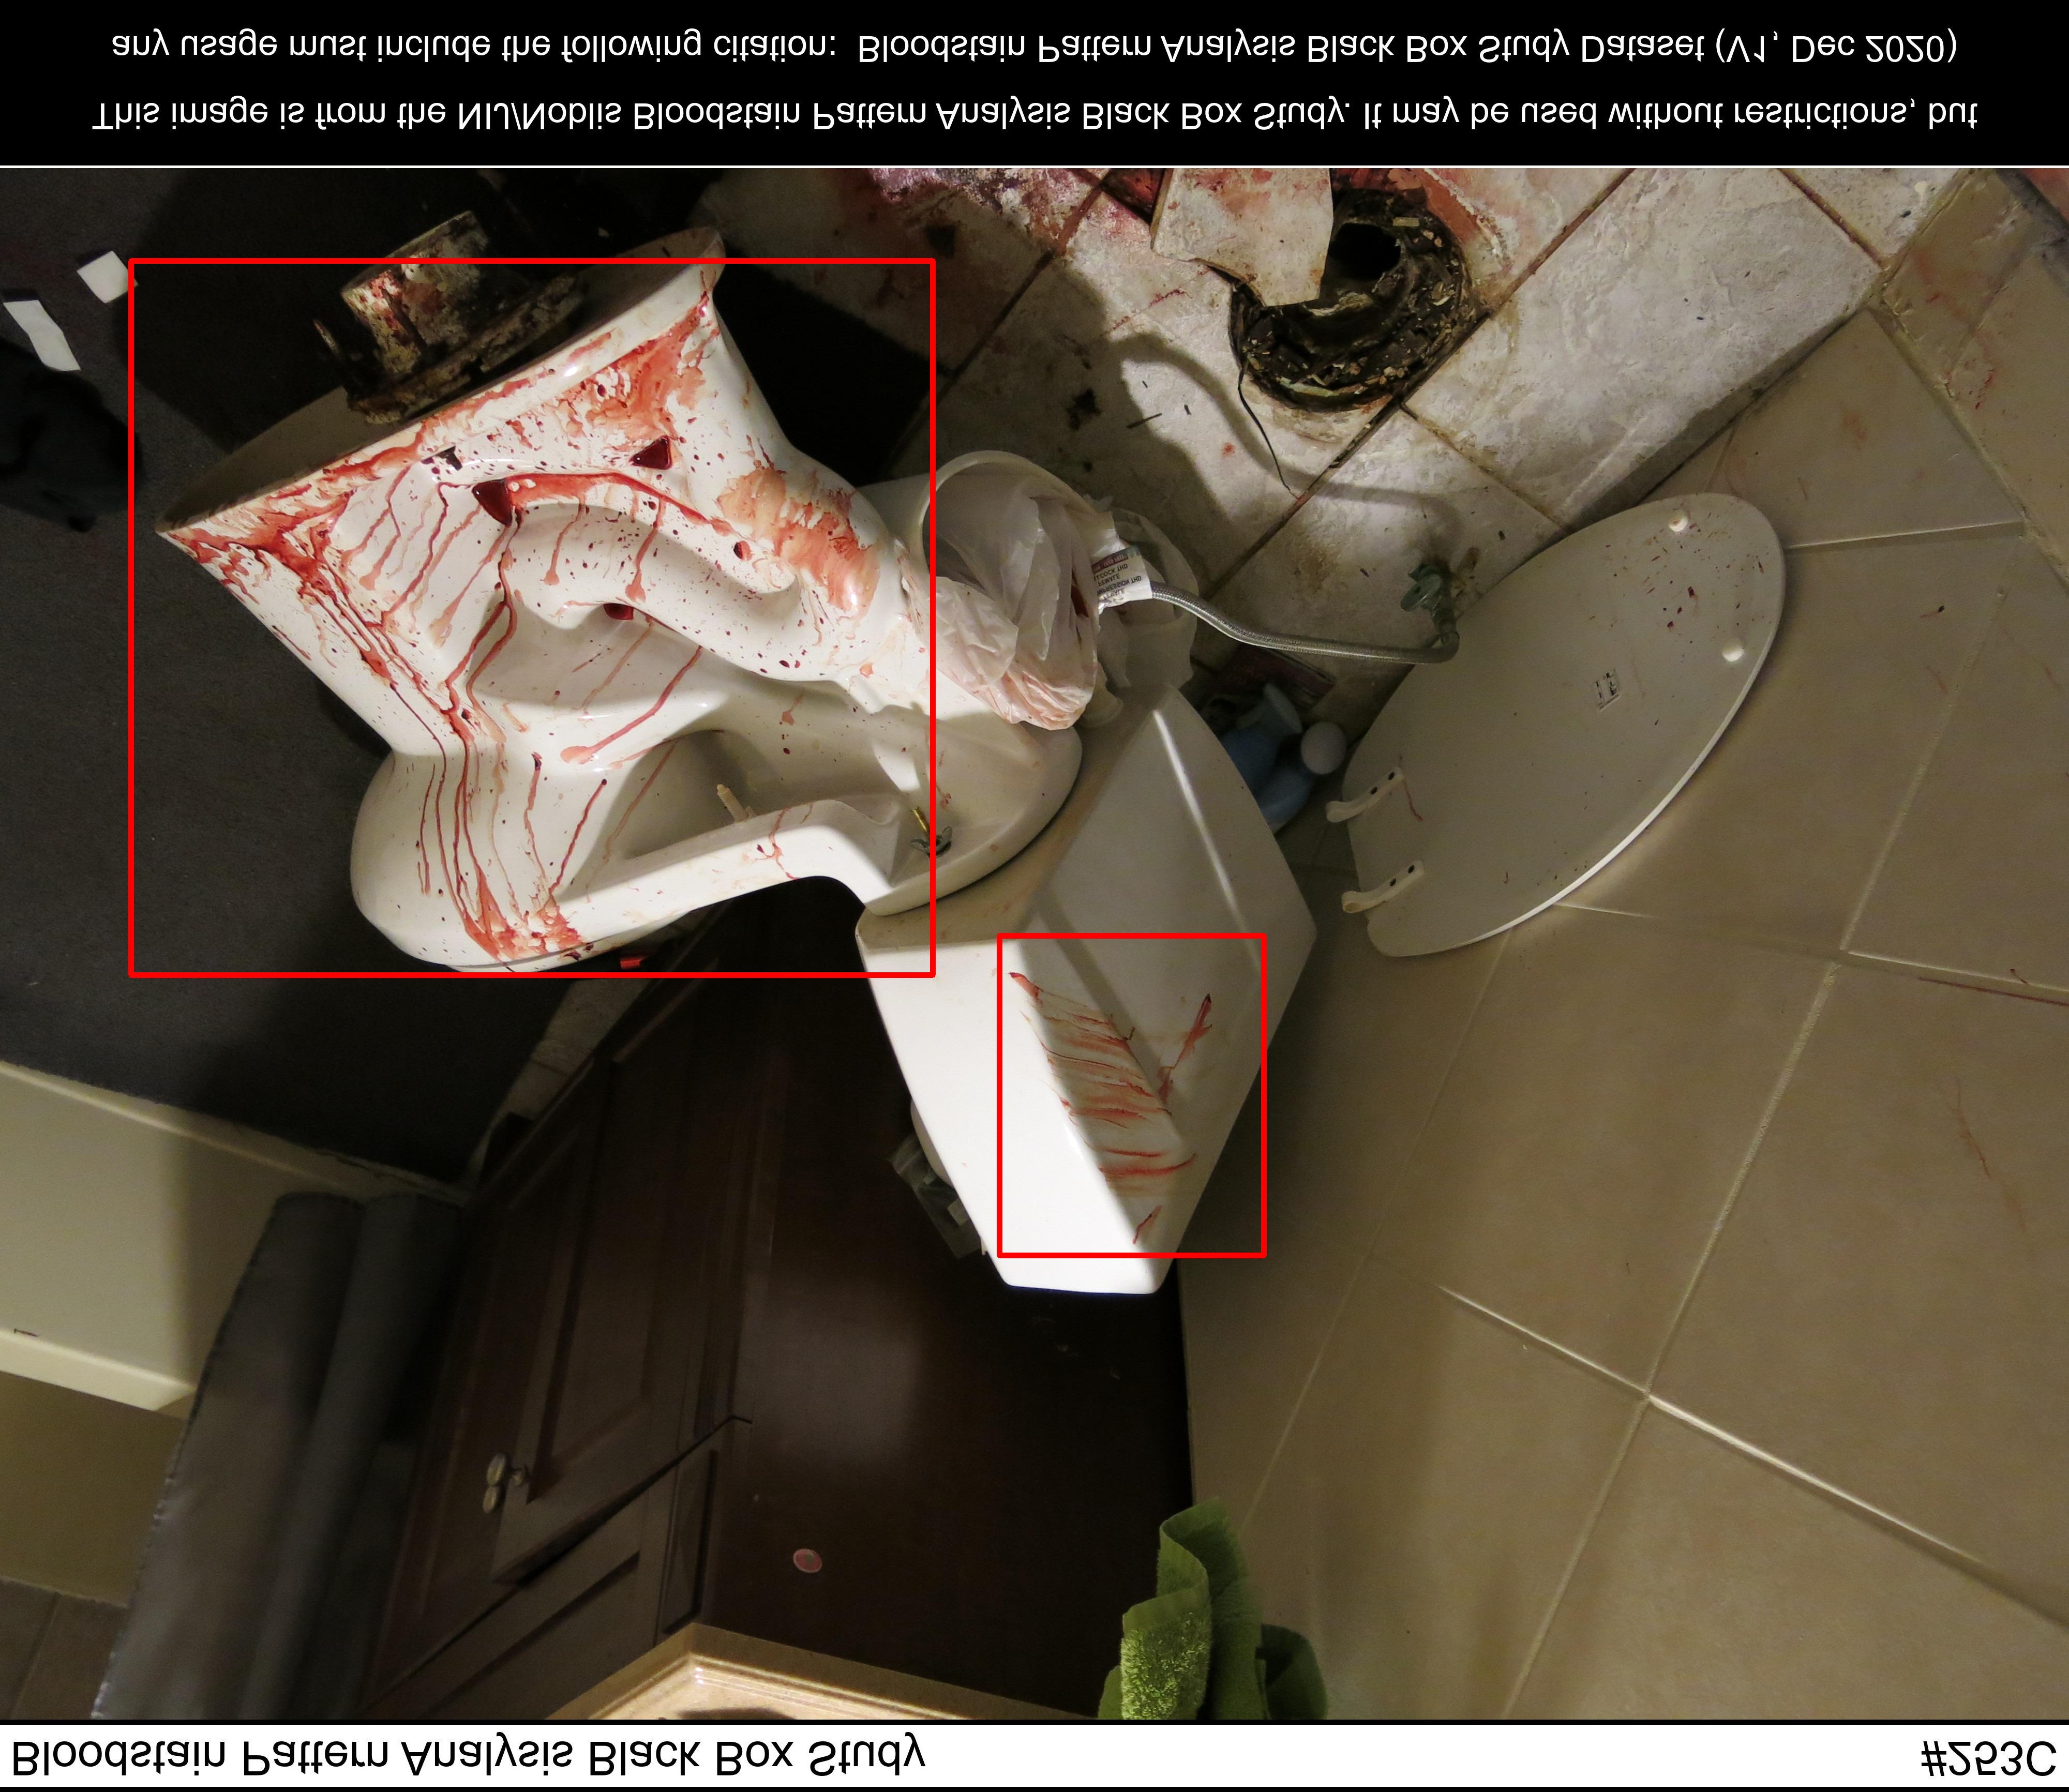 Bloodstain Pattern Analysis Black Box Study #253C
This image is from the NIJ/Noblis Bloodstain Pattern Analysis Black Box Study. It may be used without restrictions, but
any usage must include the following citation: Bloodstain Pattern Analysis Black Box Study Dataset (V1, Dec 2020)